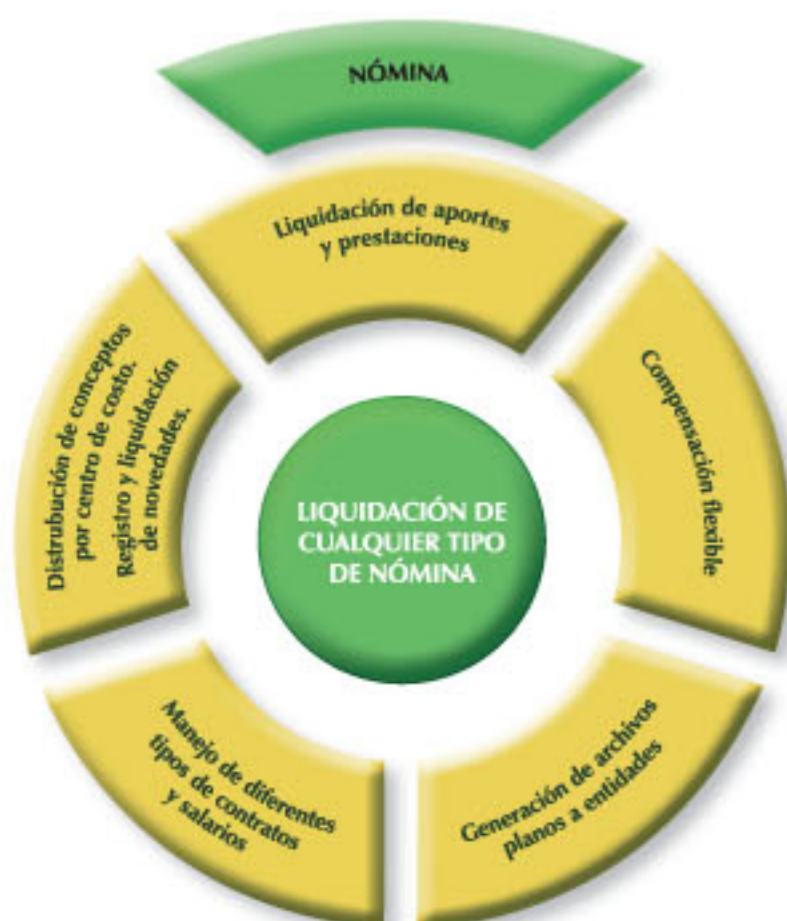 NÓMINA
Liquidación de aportes
y prestaciones
Compensación flexible
Generación de archivos
planos a entidades
Manejo de diferentes
tipos de contratos
y salarios
Distrubución de conceptos
por centro de costo.
Registro y liquidación
de novedades.
LIQUIDACIÓN DE
CUALQUIER TIPO
DE NÓMINA